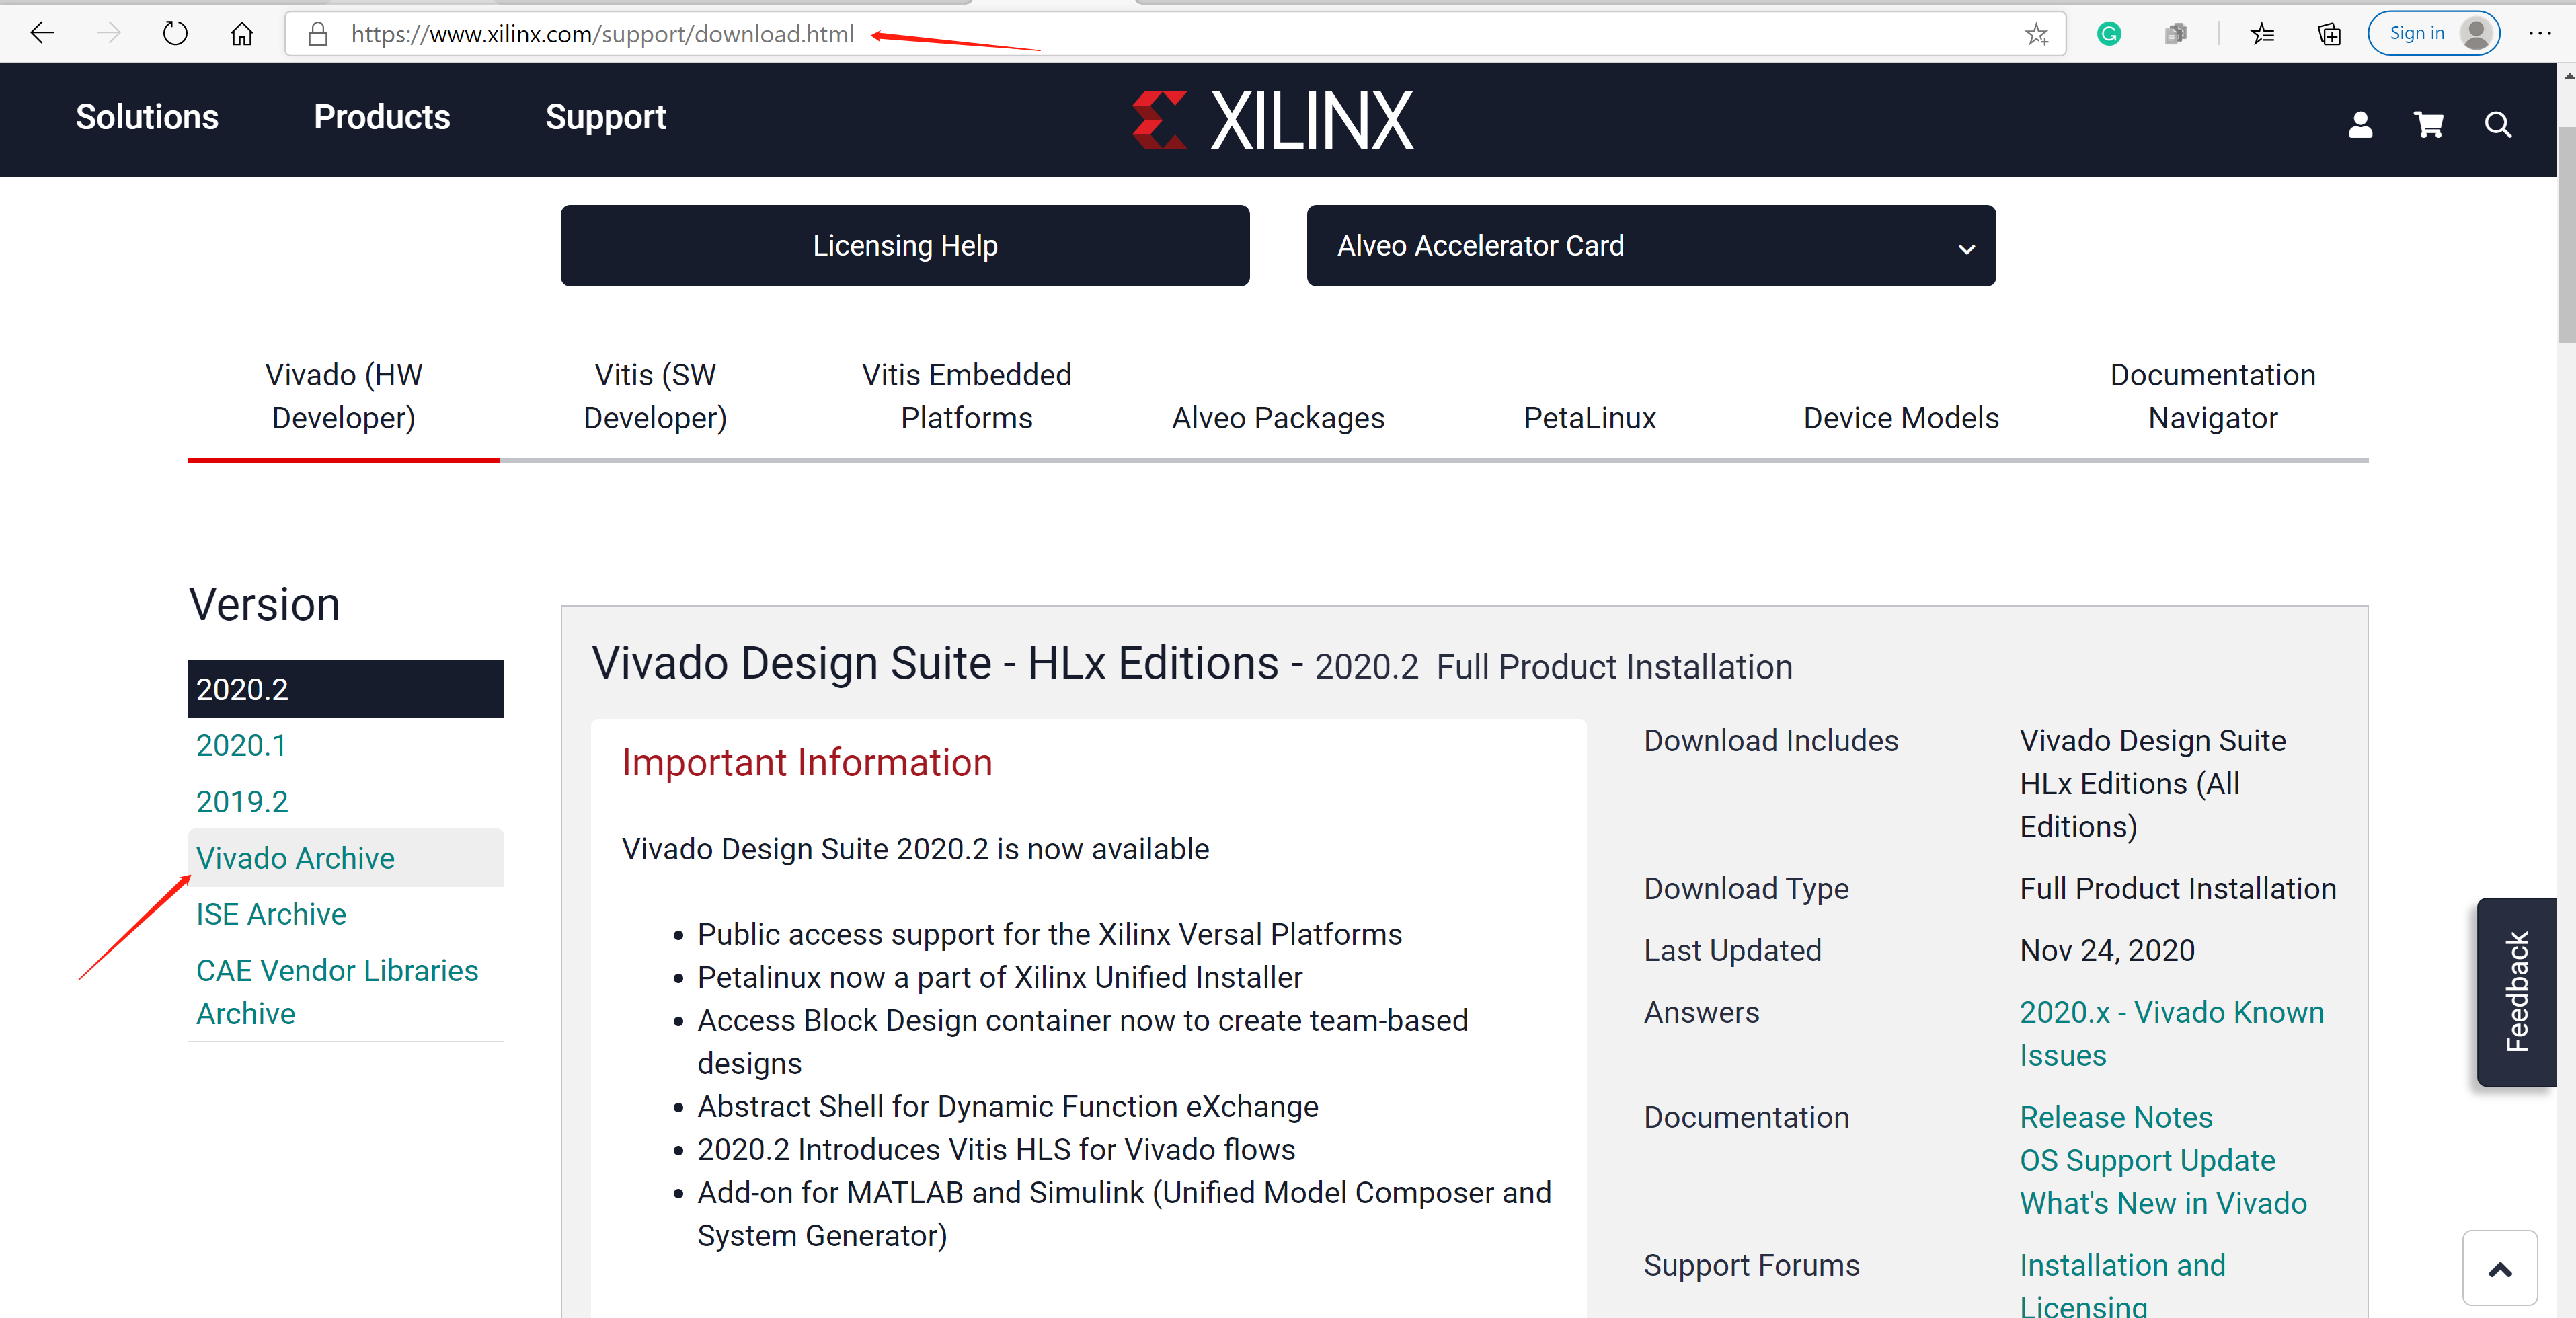 https://www.xilinx.com/support/download.html
Sign in
Solutions
Products
Support
XILINX
Licensing Help
Alveo Accelerator Card
Vivado (HW
Developer)
Vitis (SW
Developer)
Vitis Embedded
Platforms
Alveo Packages
PetaLinux
Device Models
Documentation
Navigator
Version
2020.2
2020.1
2019.2
Vivado Archive
ISE Archive
CAE Vendor Libraries
Archive
Vivado Design Suite - HLx Editions - 2020.2 Full Product Installation
Important Information
Vivado Design Suite 2020.2 is now available
• Public access support for the Xilinx Versal Platforms
• Petalinux now a part of Xilinx Unified Installer
• Access Block Design container now to create team-based
designs
• Abstract Shell for Dynamic Function eXchange
• 2020.2 Introduces Vitis HLS for Vivado flows
• Add-on for MATLAB and Simulink (Unified Model Composer and
System Generator)
Download Includes
Vivado Design Suite
HLx Editions (All
Editions)
Download Type
Full Product Installation
Last Updated
Nov 24, 2020
Answers
2020.x - Vivado Known
Issues
Documentation
Release Notes
OS Support Update
What's New in Vivado
Support Forums
Installation and
Licensing
Feedback